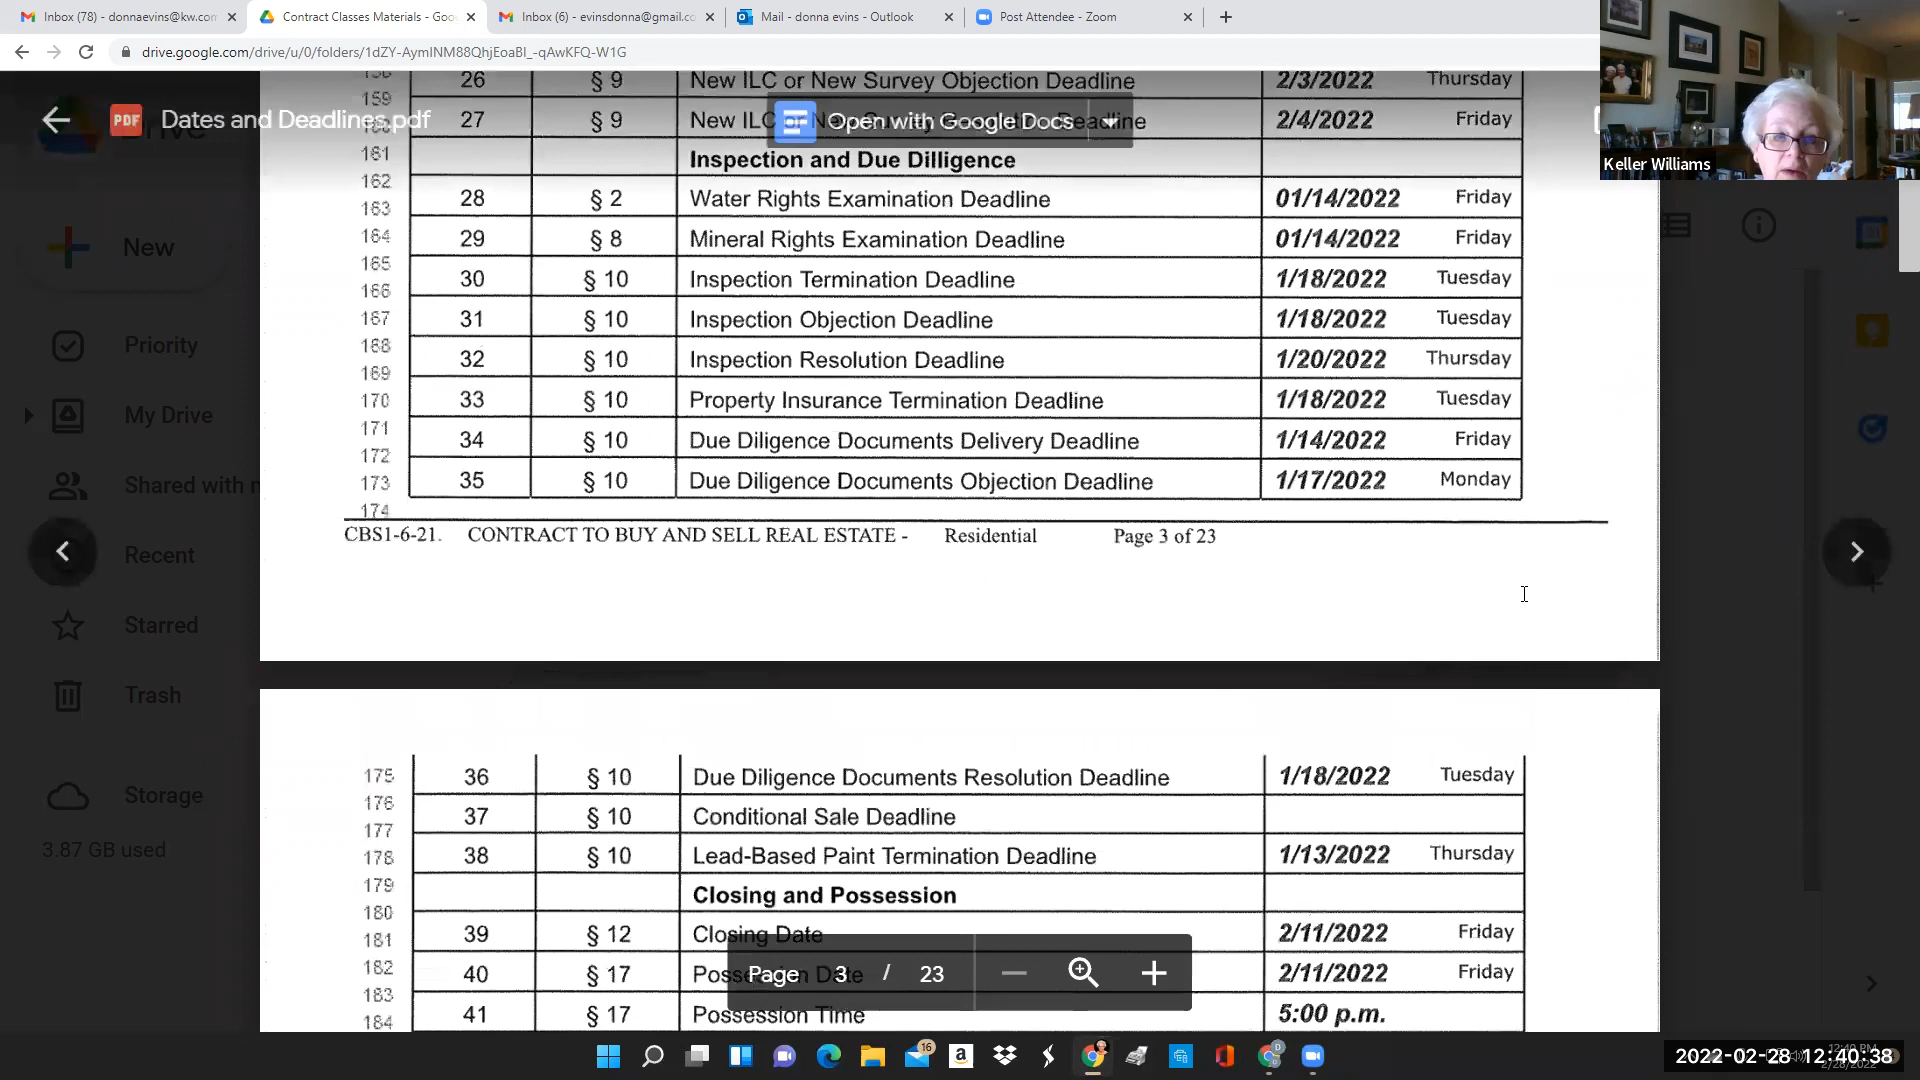 Inbox (78) - donnaevins@kw.com
Contract Classes Materials - Goo
Inbox (6) - evinsdonna@gmail.co
Mail - donna evins - Outlook
Post Attendee - Zoom
drive.google.com/drive/u/0/folders/1dZY-AymINM88QhjEoaBI_-qAwKFQ-W1G
Keller Williams
Dates and Deadlines.pdf
Open with Google Docs
New
Priority
My Drive
Shared with
Recent
Starred
Trash
Storage
3.87 GB used
26 § 9 New ILC or New Survey Objection Deadline 2/3/2022 Thursday
159
27 § 9 New ILC Deadline 2/4/2022 Friday
161 Inspection and Due Dilligence
162
28 § 2 Water Rights Examination Deadline 01/14/2022 Friday
163
164 29 § 8 Mineral Rights Examination Deadline 01/14/2022 Friday
165
30 § 10 Inspection Termination Deadline 1/18/2022 Tuesday
166
167 31 § 10 Inspection Objection Deadline 1/18/2022 Tuesday
168
32 § 10 Inspection Resolution Deadline 1/20/2022 Thursday
169
170 33 § 10 Property Insurance Termination Deadline 1/18/2022 Tuesday
171
34 § 10 Due Diligence Documents Delivery Deadline 1/14/2022 Friday
172
173 35 § 10 Due Diligence Documents Objection Deadline 1/17/2022 Monday
174
CBS1-6-21. CONTRACT TO BUY AND SELL REAL ESTATE - Residential Page 3 of 23
175 36 § 10 Due Diligence Documents Resolution Deadline 1/18/2022 Tuesday
176
37 § 10 Conditional Sale Deadline
177
178 38 § 10 Lead-Based Paint Termination Deadline 1/13/2022 Thursday
179
Closing and Possession
180
181 39 § 12 Closing Date 2/11/2022 Friday
182
40 § 17 Possession Date 2/11/2022 Friday
183
184 41 § 17 Possession Time 5:00 p.m.
Page 3 / 23
16
2022-02-28 12:40:38